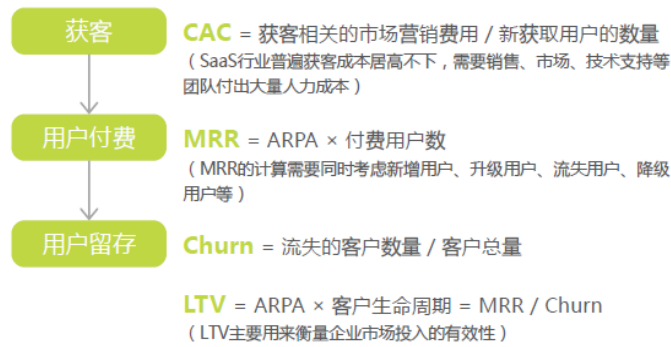 获客
CAC = 获客相关的市场营销费用 / 新获取用户的数量
（SaaS行业普遍获客成本居高不下，需要销售、市场、技术支持等
团队付出大量人力成本）
用户付费
MRR = ARPA × 付费用户数
（MRR的计算需要同时考虑新增用户、升级用户、流失用户、降级
用户等）
用户留存
Churn = 流失的客户数量 / 客户总量
LTV = ARPA × 客户生命周期 = MRR / Churn
（LTV主要用来衡量企业市场投入的有效性）